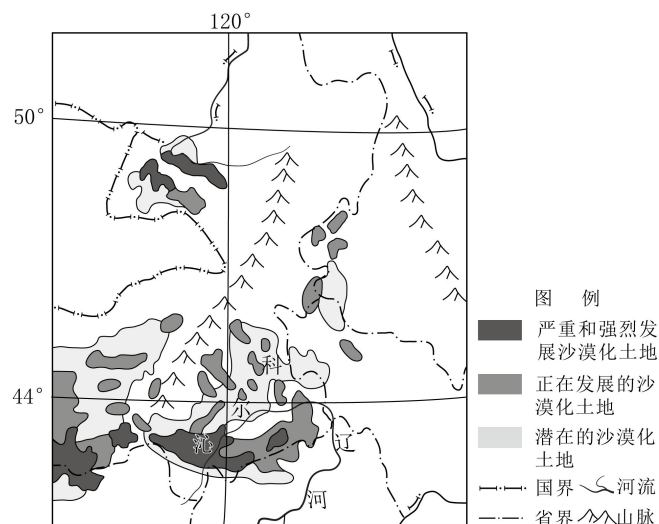 120°
50°
44°
科
尔
沁
辽
河
图 例
严重和强烈发
展沙漠化土地
正在发展的沙
漠化土地
潜在的沙漠化
土地
国界 河流
省界 山脉